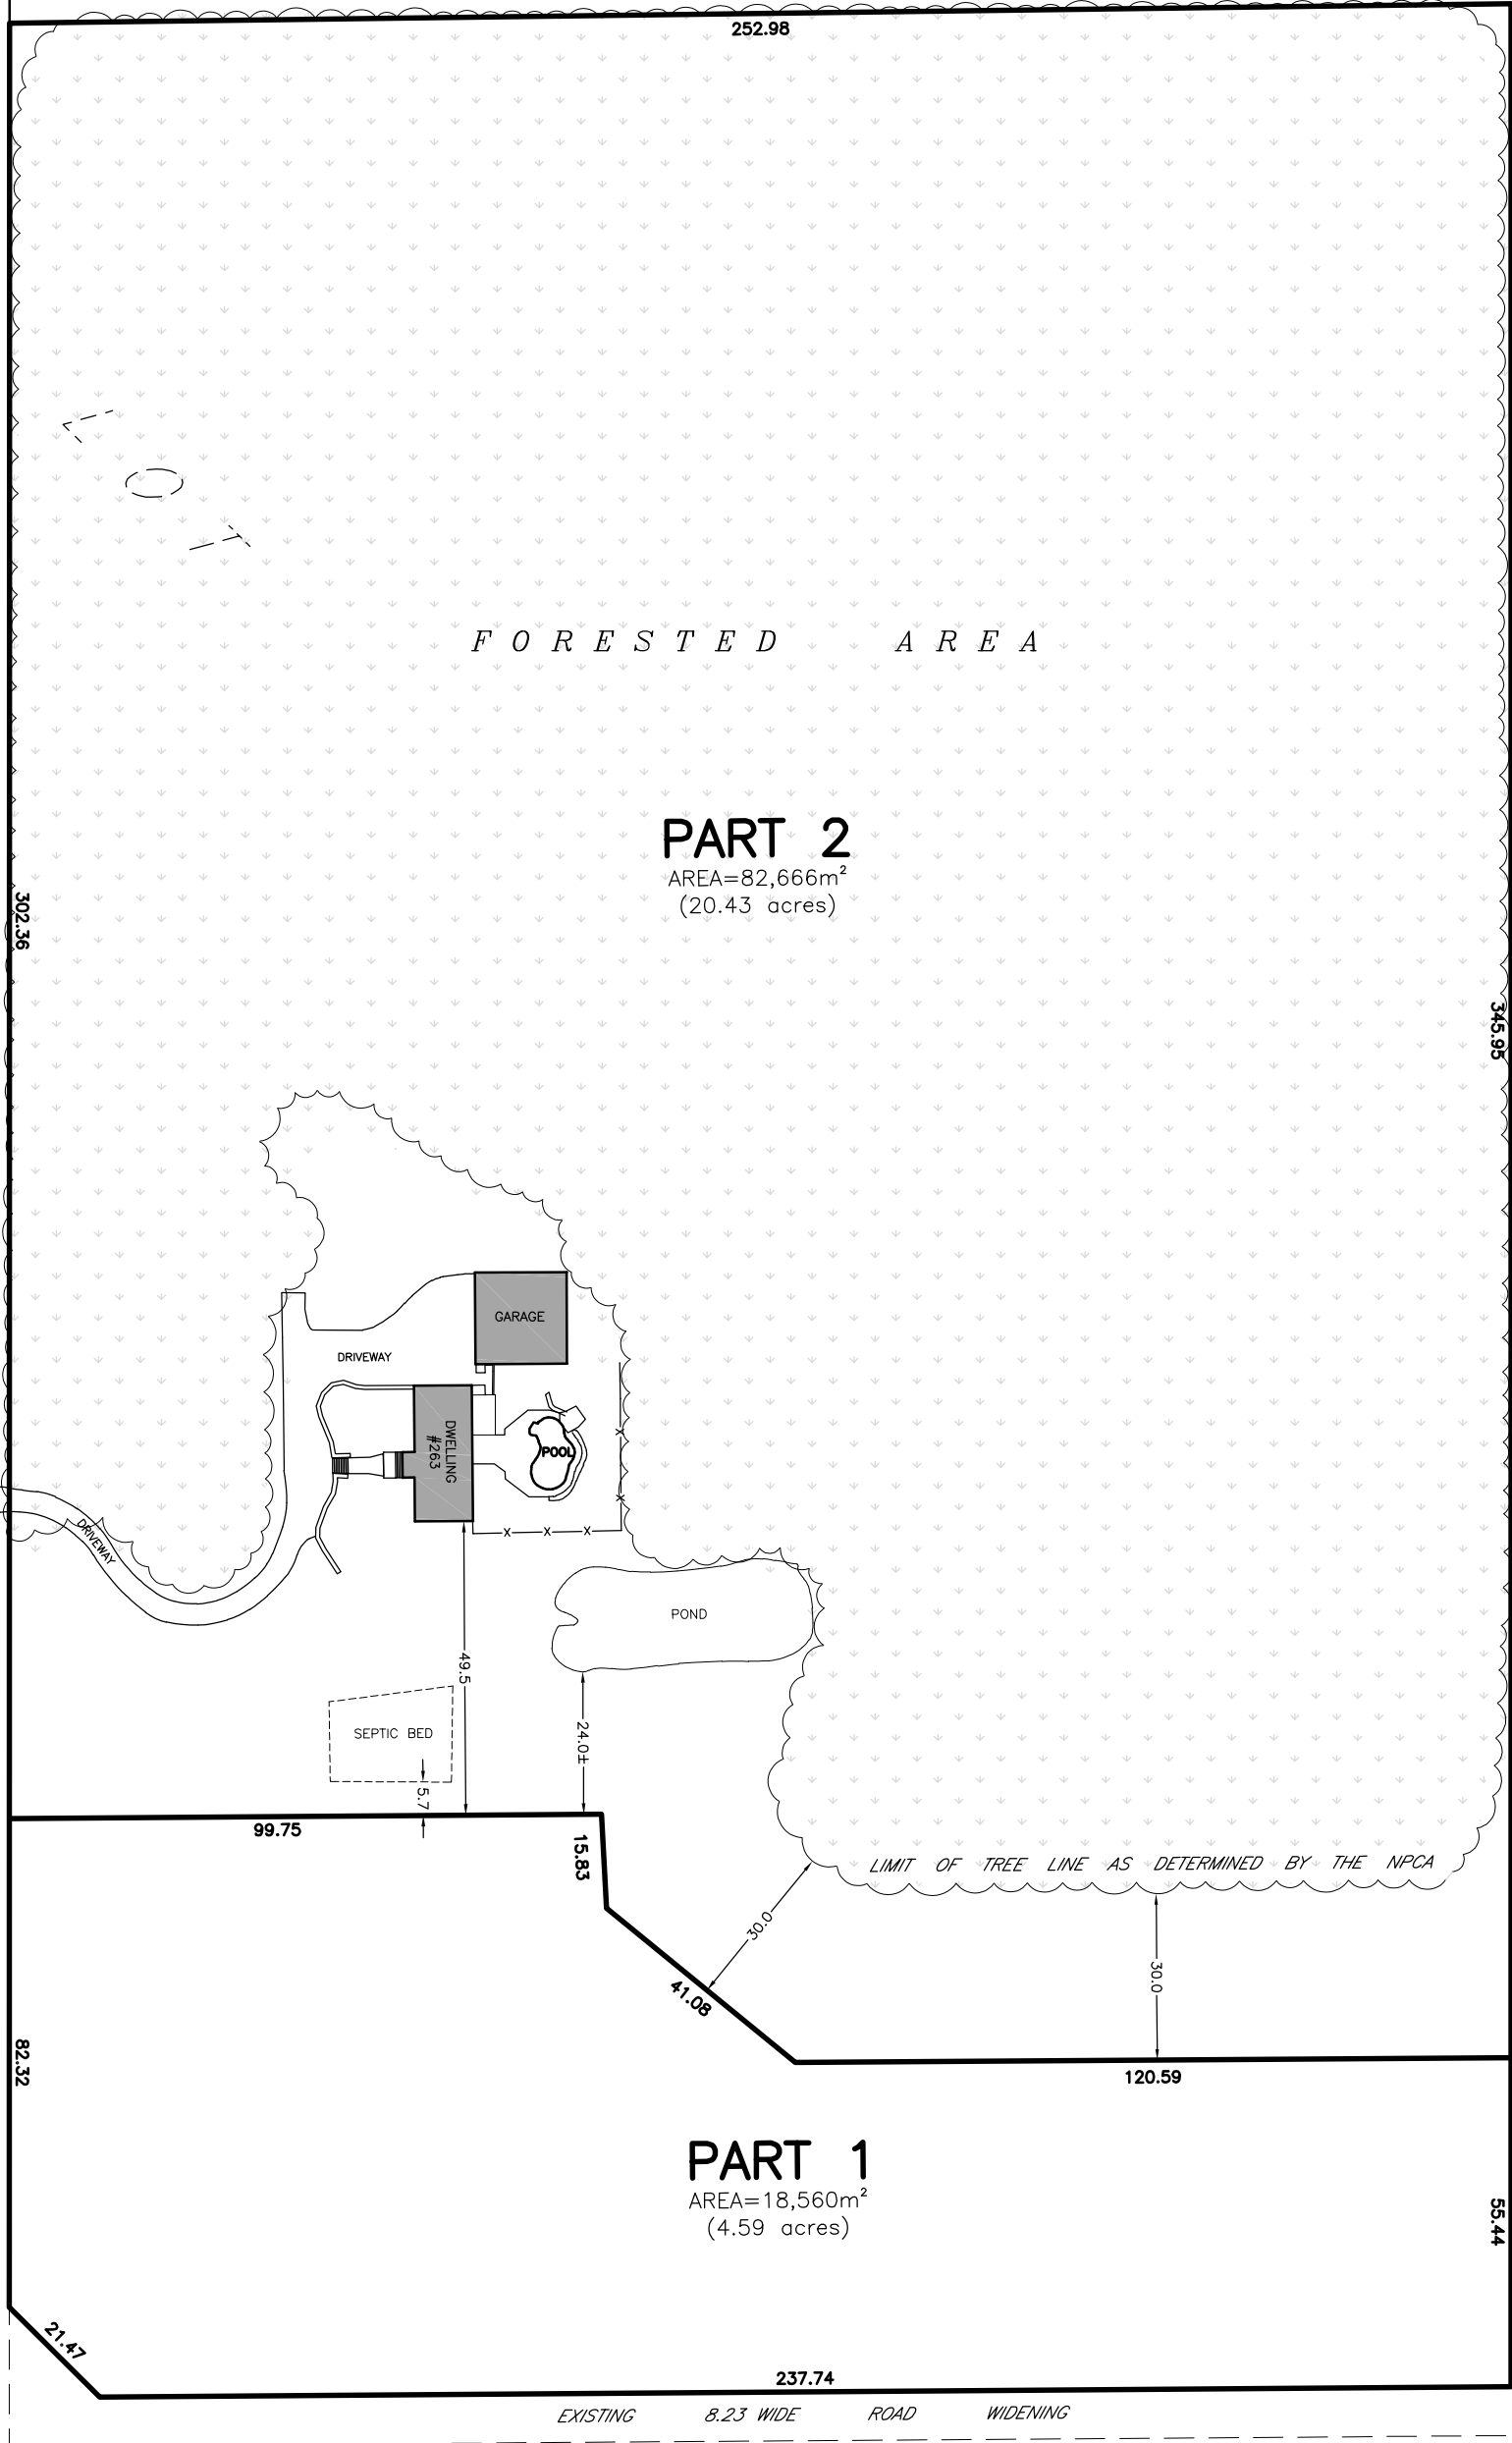 252.98
FORESTED AREA
PART 2
AREA=82,666m²
(20.43 acres)
302.36
345.95
GARAGE
DRIVEWAY
DWELLING
#263
POOL
X
X
X X X
DRIVEWAY
POND
49.5
SEPTIC BED
24.0±
5.7
99.75
15.83
LIMIT OF TREE LINE AS DETERMINED BY THE NPCA
30.0
30.0
41.08
82.32
120.59
PART 1
AREA=18,560m²
(4.59 acres)
55.44
21.47
237.74
EXISTING 8.23 WIDE ROAD WIDENING